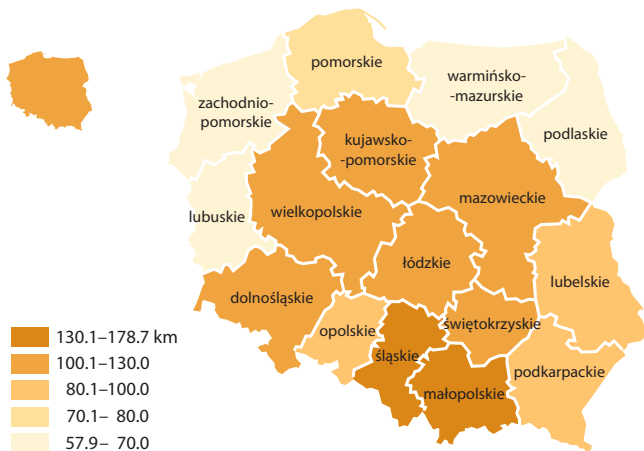 pomorskie
warmińsko-
-mazurskie
zachodnio-
pomorskie
podlaskie
kujawsko-
-pomorskie
mazowieckie
lubuskie
wielkopolskie
łódzkie
lubelskie
dolnośląskie
opolskie
świętokrzyskie
śląskie
podkarpackie
małopolskie
130.1–178.7 km
100.1–130.0
80.1–100.0
70.1– 80.0
57.9– 70.0